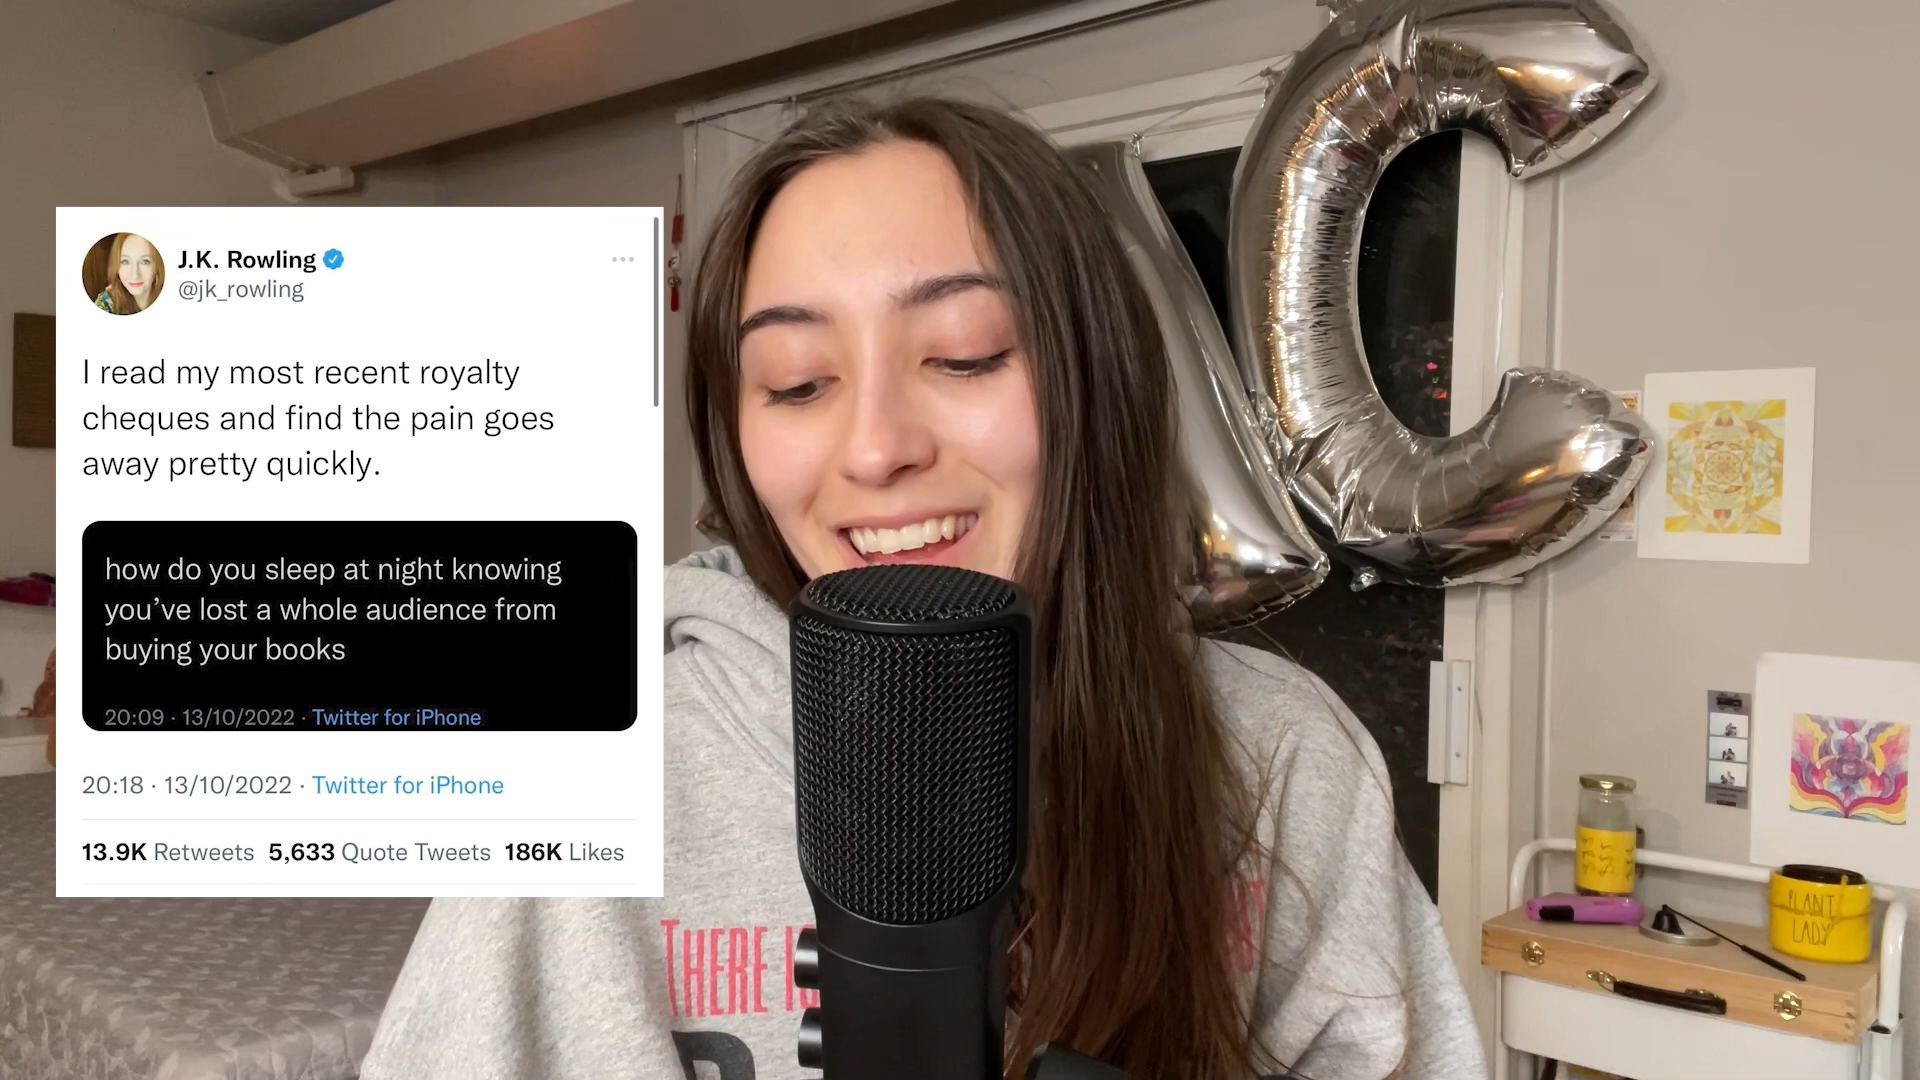 J.K. Rowling
@jk_rowling
I read my most recent royalty
cheques and find the pain goes
away pretty quickly.
how do you sleep at night knowing
you’ve lost a whole audience from
buying your books
20:09 · 13/10/2022 · Twitter for iPhone
20:18 · 13/10/2022 · Twitter for iPhone
13.9K Retweets 5,633 Quote Tweets 186K Likes
THERE IS
C
PLANT
LADY